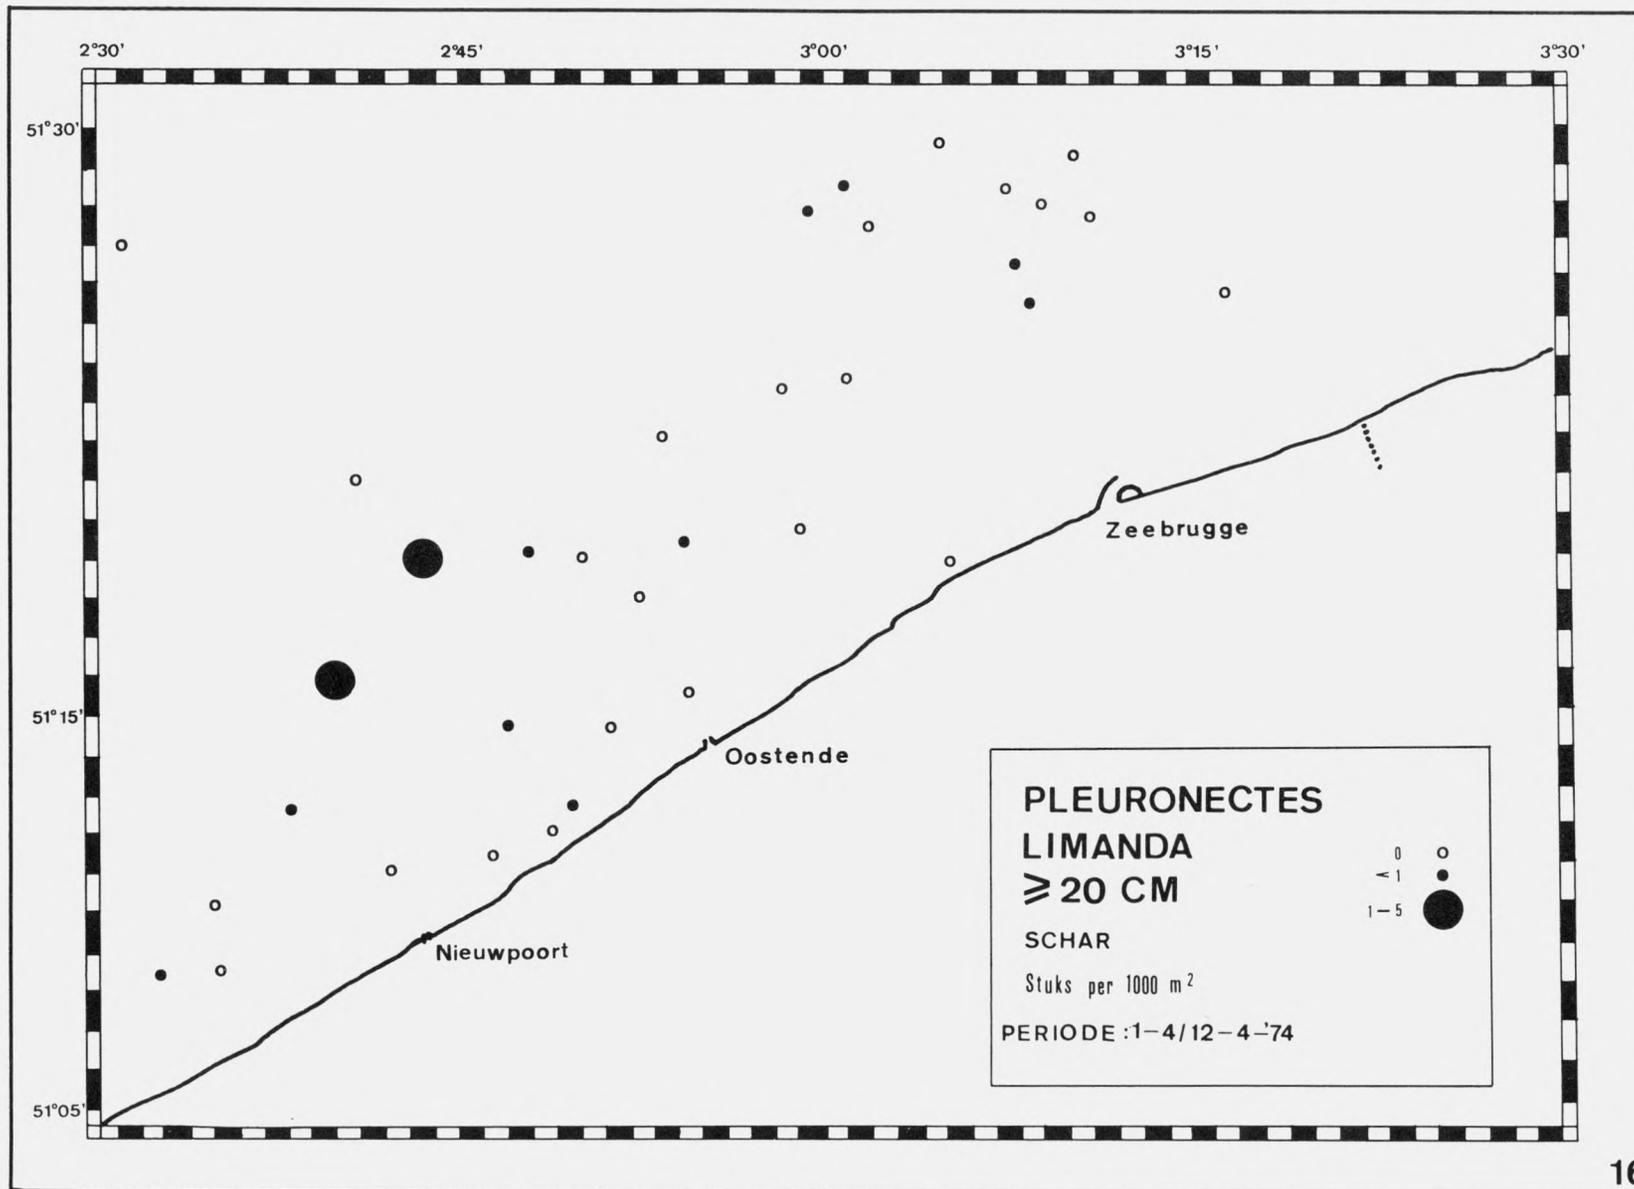 2°30' 2°45' 3°00' 3°15' 3°30'
51°30'
51°15'
51°05'
Zeebrugge
Oostende
Nieuwpoort
PLEURONECTES
LIMANDA
≥ 20 CM
SCHAR
Stuks per 1000 m²
PERIODE : 1-4/12-4-'74
0
< 1
1-5
16